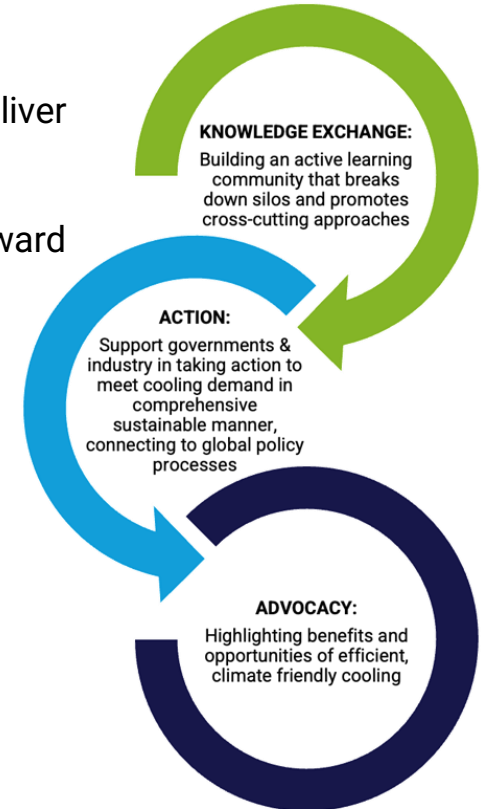 liver
KNOWLEDGE EXCHANGE:
Building an active learning
community that breaks
down silos and promotes
cross-cutting approaches
ward
ACTION:
Support governments &
industry in taking action to
meet cooling demand in
comprehensive
sustainable manner,
connecting to global policy
processes
ADVOCACY:
Highlighting benefits and
opportunities of efficient,
climate friendly cooling